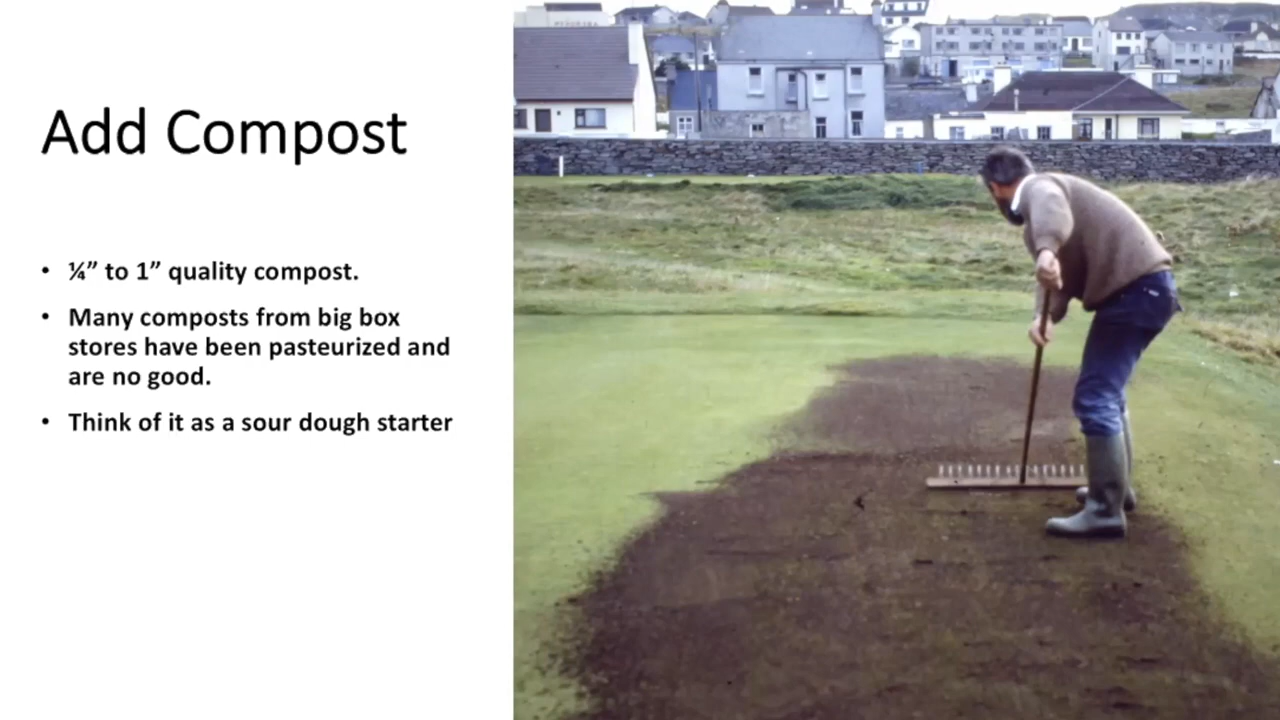 Add Compost
• ¼” to 1” quality compost.
• Many composts from big box
stores have been pasteurized and
are no good.
• Think of it as a sour dough starter